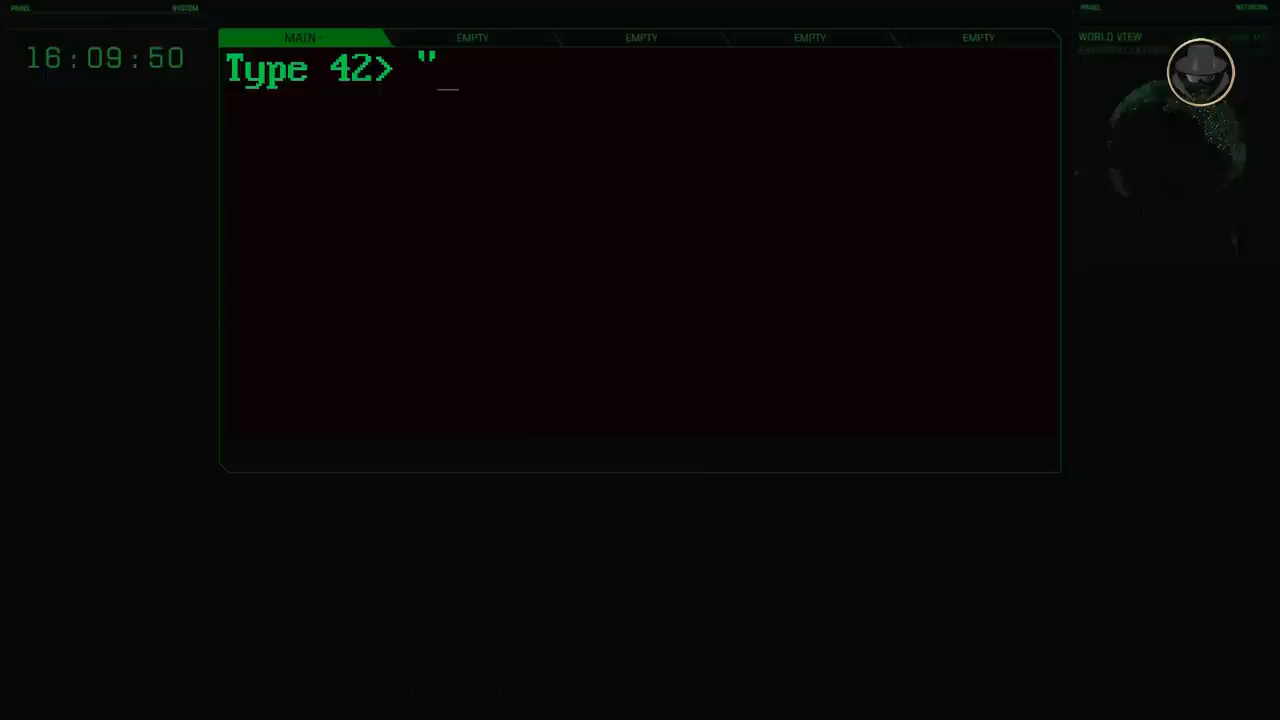 PANEL
SYSTEM
16:09:50
MAIN -
EMPTY
EMPTY
EMPTY
EMPTY
Type 42> "_
PANEL
NETWORK
WORLD VIEW